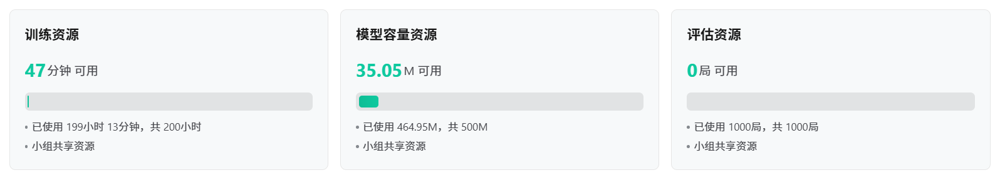 训练资源
47分钟 可用
已使用 199小时 13分钟，共 200小时
小组共享资源
模型容量资源
35.05M 可用
已使用 464.95M，共 500M
小组共享资源
评估资源
0局 可用
已使用 1000局，共 1000局
小组共享资源